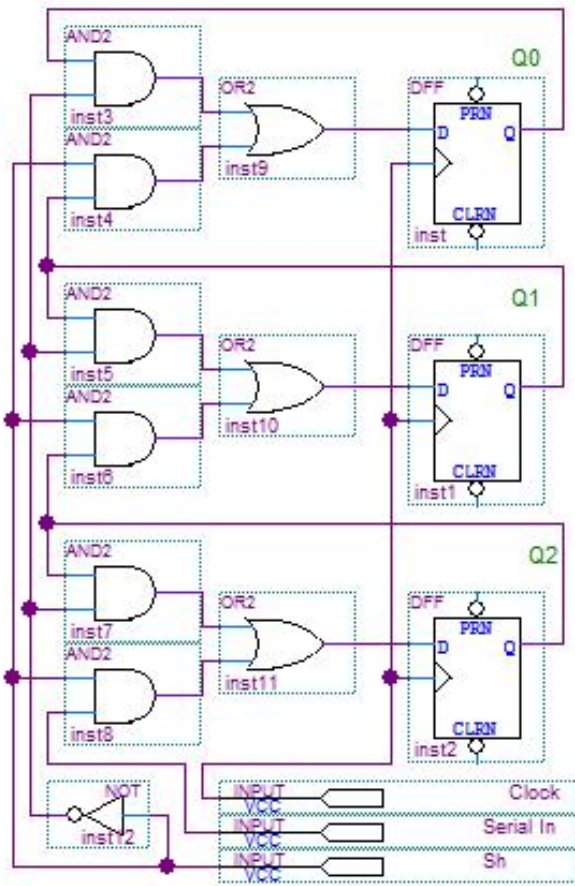 AND2
inst3
AND2
inst4
OR2
inst9
Q0
DFF
PRN
D
Q
CLRN
inst
AND2
inst5
AND2
inst6
OR2
inst10
Q1
DFF
PRN
D
Q
CLRN
inst1
AND2
inst7
AND2
inst8
OR2
inst11
Q2
DFF
PRN
D
Q
CLRN
inst2
NOT
inst12
INPUT
VCC
Clock
INPUT
VCC
Serial In
INPUT
VCC
Sh